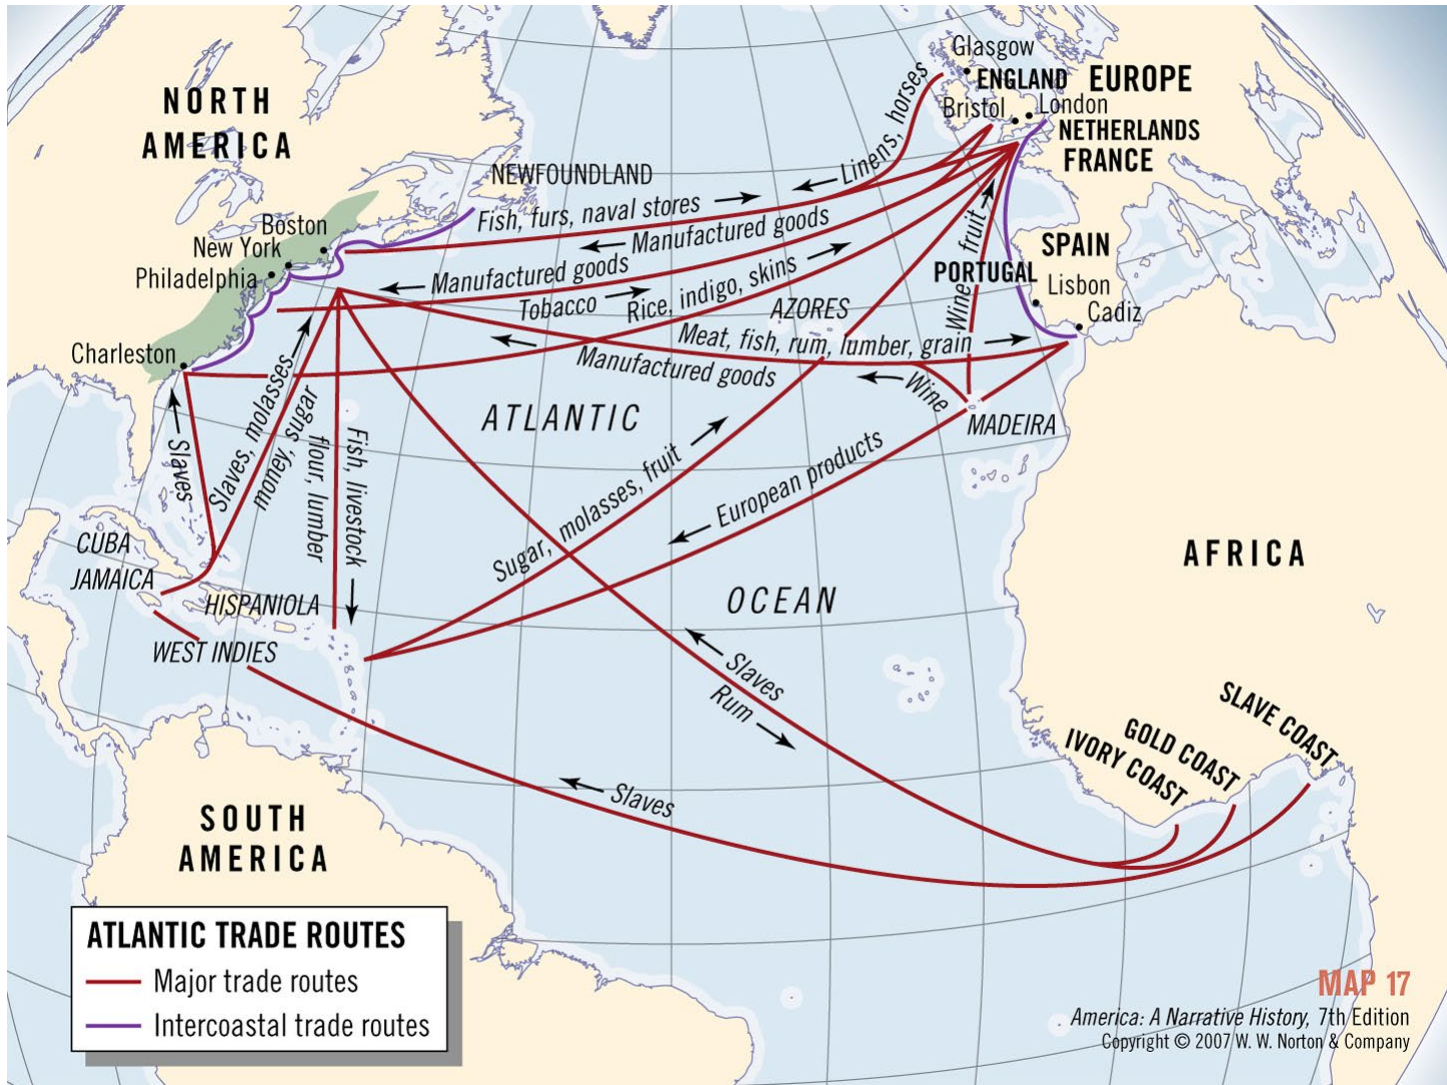 Glasgow
ENGLAND
EUROPE
Bristol
London
NETHERLANDS
FRANCE
NORTH
AMERICA
Linens, horses
NEWFOUNDLAND
Fish, furs, naval stores
Boston
New York
Philadelphia
Manufactured goods
Manufactured goods
Tobacco
Rice, indigo, skins
Wine, fruit
SPAIN
PORTUGAL
Lisbon
Cadiz
AZORES
Meat, fish, rum, lumber, grain
Manufactured goods
Charleston
Wine
MADEIRA
ATLANTIC
OCEAN
Slaves
Slaves, molasses,
money, sugar
Fish, livestock
flour, lumber
Sugar, molasses, fruit
European products
CUBA
JAMAICA
HISPANIOLA
WEST INDIES
AFRICA
Slaves
Rum
Slaves
SLAVE COAST
GOLD COAST
IVORY COAST
SOUTH
AMERICA
ATLANTIC TRADE ROUTES
Major trade routes
Intercoastal trade routes
MAP 17
America: A Narrative History, 7th Edition
Copyright © 2007 W. W. Norton & Company